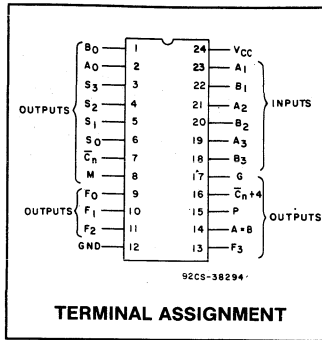 B0 1 24 VCC
A0 2 23 A1
S3 3 22 B1
OUTPUTS S2 4 21 A2 INPUTS
S1 5 20 B2
S0 6 19 A3
C̅n 7 18 B3
M 8 17 G
OUTPUTS F0 9 16 C̅n+4 OUTPUTS
F1 10 15 P
F2 11 14 A=B
GND 12 13 F3
92CS-38294
TERMINAL ASSIGNMENT